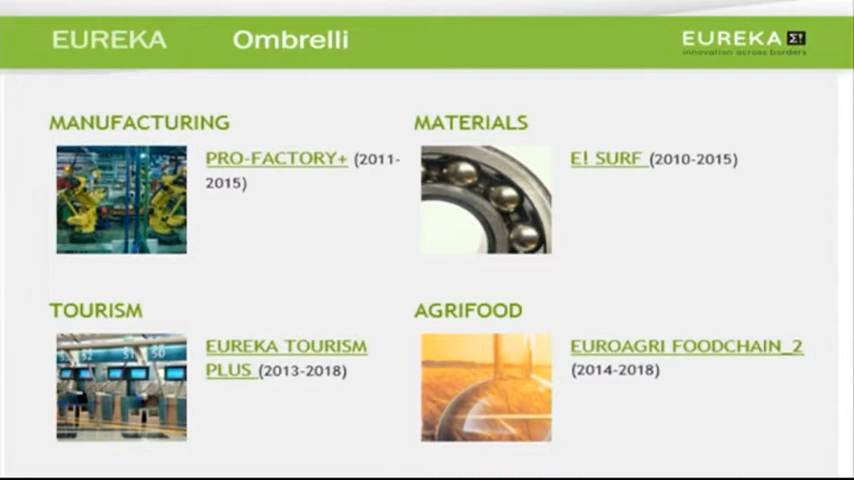 EUREKA Ombrelli
EUREKA Σ!
innovation across borders
MANUFACTURING
PRO-FACTORY+ (2011-
2015)
MATERIALS
E! SURF (2010-2015)
TOURISM
EUREKA TOURISM
PLUS (2013-2018)
AGRIFOOD
EUROAGRI FOODCHAIN_2
(2014-2018)